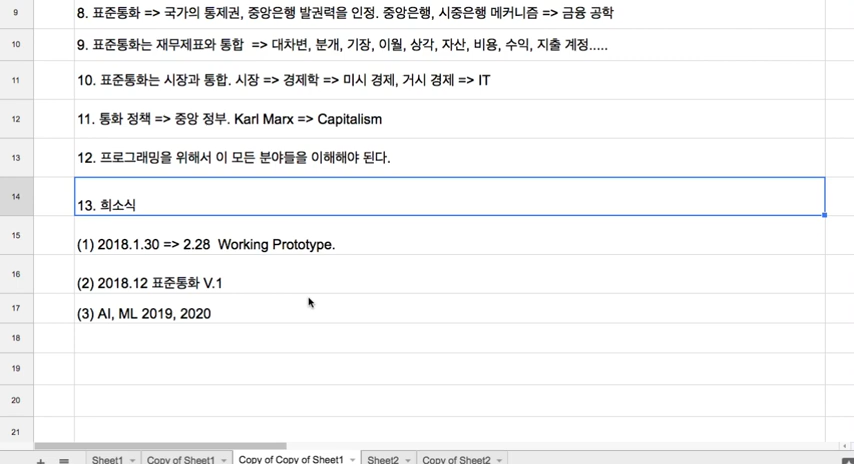 9
8. 표준통화 => 국가의 통제권, 중앙은행 발권력을 인정. 중앙은행, 시중은행 메커니즘 => 금융 공학
10
9. 표준통화는 재무제표와 통합 => 대차변, 분개, 기장, 이월, 상각, 자산, 비용, 수익, 지출 계정.....
11
10. 표준통화는 시장과 통합. 시장 => 경제학 => 미시 경제, 거시 경제 => IT
12
11. 통화 정책 => 중앙 정부. Karl Marx => Capitalism
13
12. 프로그래밍을 위해서 이 모든 분야들을 이해해야 된다.
14
13. 희소식
15
(1) 2018.1.30 => 2.28 Working Prototype.
16
(2) 2018.12 표준통화 V.1
17
(3) AI, ML 2019, 2020
18
19
20
21
Sheet1 Copy of Sheet1 Copy of Copy of Sheet1 Sheet2 Copy of Sheet2